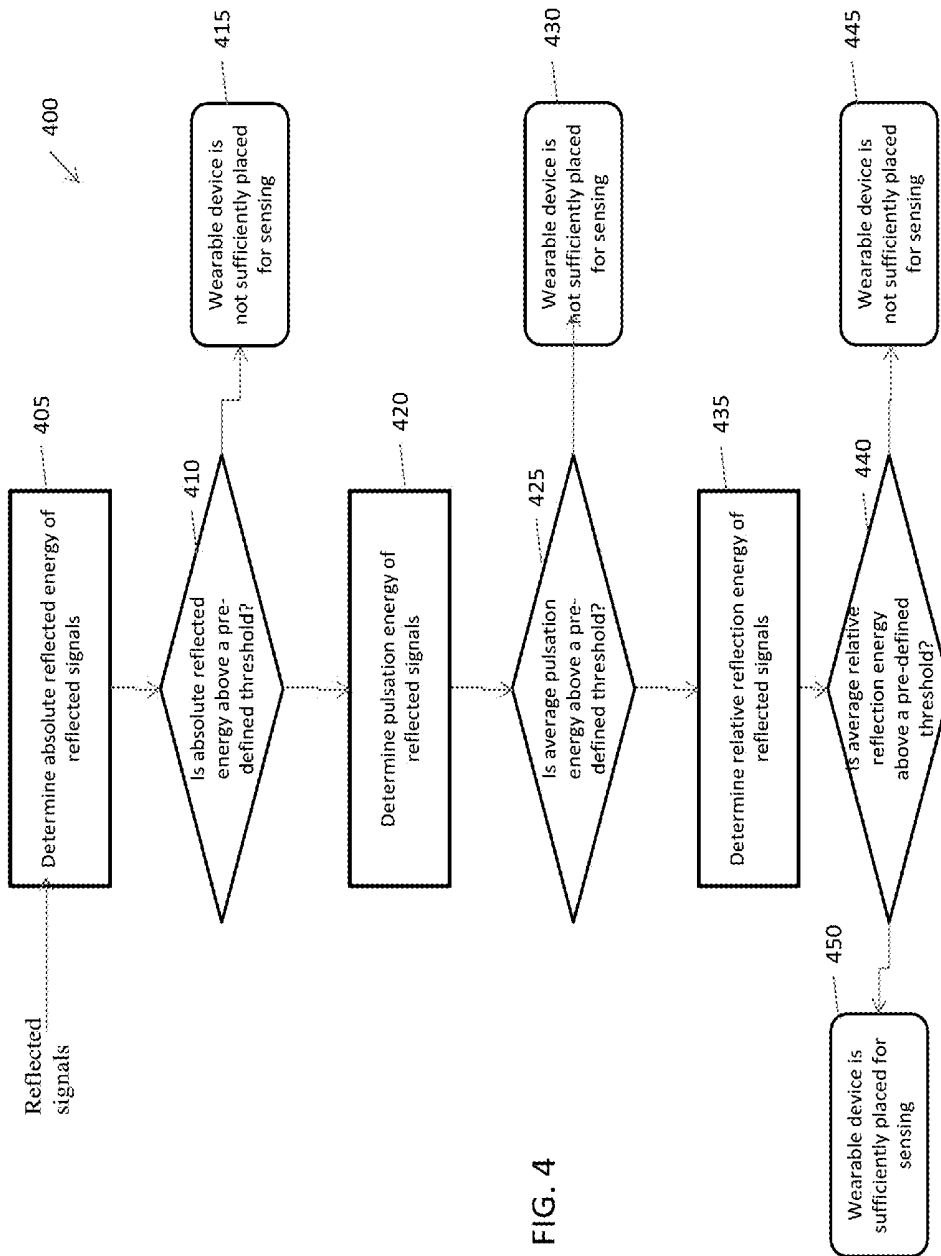 400
Reflected
signals
405
Determine absolute reflected energy of
reflected signals
410
Is absolute reflected
energy above a pre-
defined threshold?
415
Wearable device is
not sufficiently placed
for sensing
420
Determine pulsation energy of
reflected signals
425
Is average pulsation
energy above a pre-
defined threshold?
430
Wearable device is
not sufficiently placed
for sensing
435
Determine relative reflection energy of
reflected signals
440
Is average relative
reflection energy
above a pre-defined
threshold?
445
Wearable device is
not sufficiently placed
for sensing
450
Wearable device is
sufficiently placed for
sensing
FIG. 4